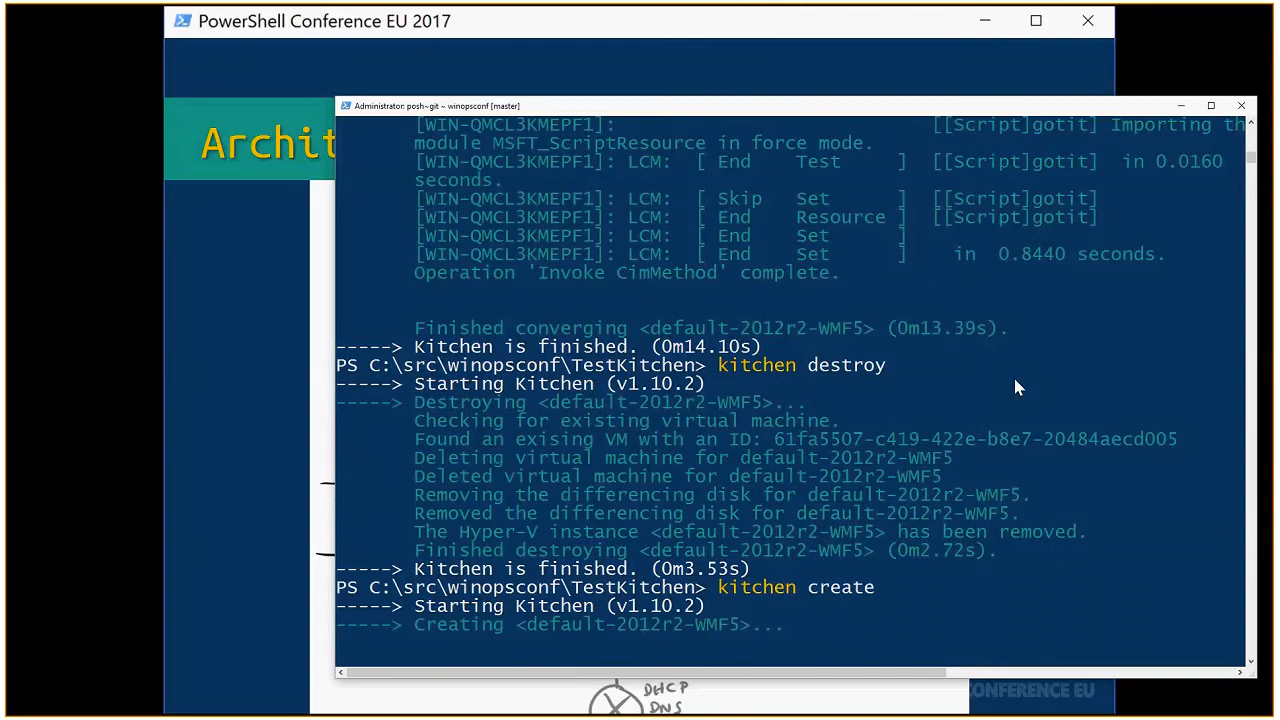 PowerShell Conference EU 2017
Administrator: posh~git ~ winopsconf [master]
Archit
[WIN-QMCL3KMEPF1]: [[Script]gotit] Importing th
module MSFT_ScriptResource in force mode.
[WIN-QMCL3KMEPF1]: LCM: [ End Test ] [[Script]gotit] in 0.0160
seconds.
[WIN-QMCL3KMEPF1]: LCM: [ Skip Set ] [[Script]gotit]
[WIN-QMCL3KMEPF1]: LCM: [ End Resource ] [[Script]gotit]
[WIN-QMCL3KMEPF1]: LCM: [ End Set ]
[WIN-QMCL3KMEPF1]: LCM: [ End Set ] in 0.8440 seconds.
Operation 'Invoke CimMethod' complete.
Finished converging <default-2012r2-WMF5> (0m13.39s).
-----> Kitchen is finished. (0m14.10s)
PS C:\src\winopsconf\TestKitchen> kitchen destroy
-----> Starting Kitchen (v1.10.2)
-----> Destroying <default-2012r2-WMF5>...
Checking for existing virtual machine.
Found an exising VM with an ID: 61fa5507-c419-422e-b8e7-20484aecd005
Deleting virtual machine for default-2012r2-WMF5
Deleted virtual machine for default-2012r2-WMF5
Removing the differencing disk for default-2012r2-WMF5.
Removed the differencing disk for default-2012r2-WMF5.
The Hyper-V instance <default-2012r2-WMF5> has been removed.
Finished destroying <default-2012r2-WMF5> (0m2.72s).
-----> Kitchen is finished. (0m3.53s)
PS C:\src\winopsconf\TestKitchen> kitchen create
-----> Starting Kitchen (v1.10.2)
-----> Creating <default-2012r2-WMF5>...
DHCP
DNS
CONFERENCE EU